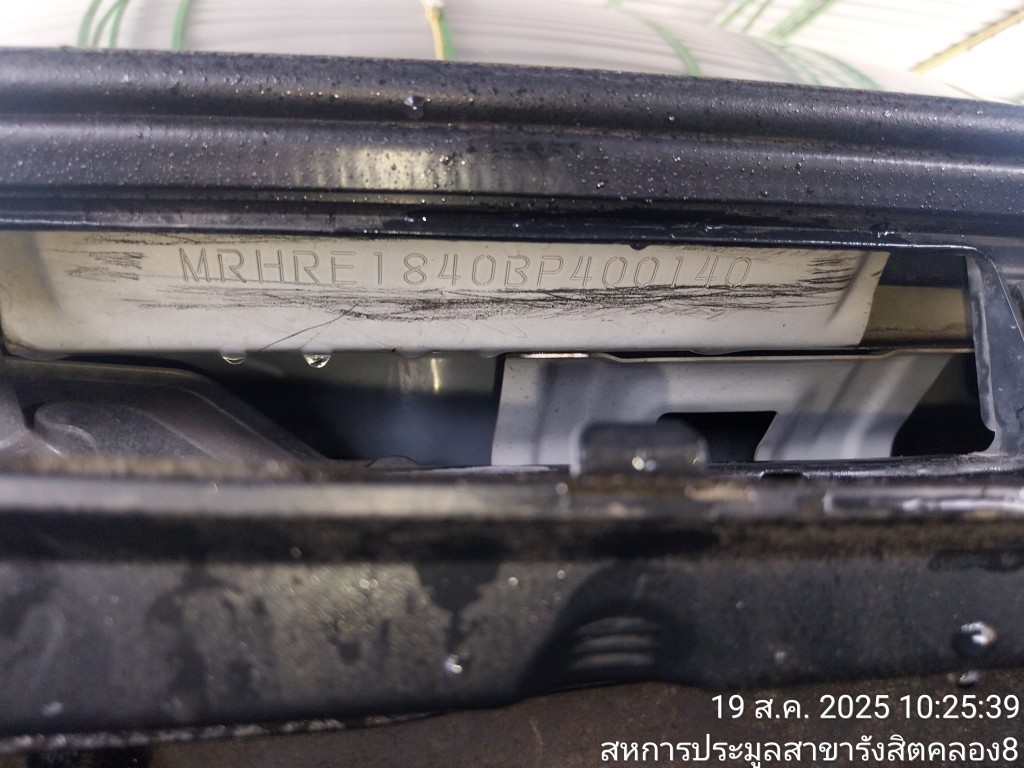 MRHRE1840BP400140
19 ส.ค. 2025 10:25:39
สหการประมูลสาขารังสิตคลอง8